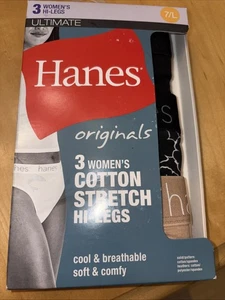 3 WOMEN'S
HI-LEGS
ULTIMATE
7/L
Hanes
originals
3 WOMEN'S
COTTON
STRETCH
HI-LEGS
cool & breathable
soft & comfy